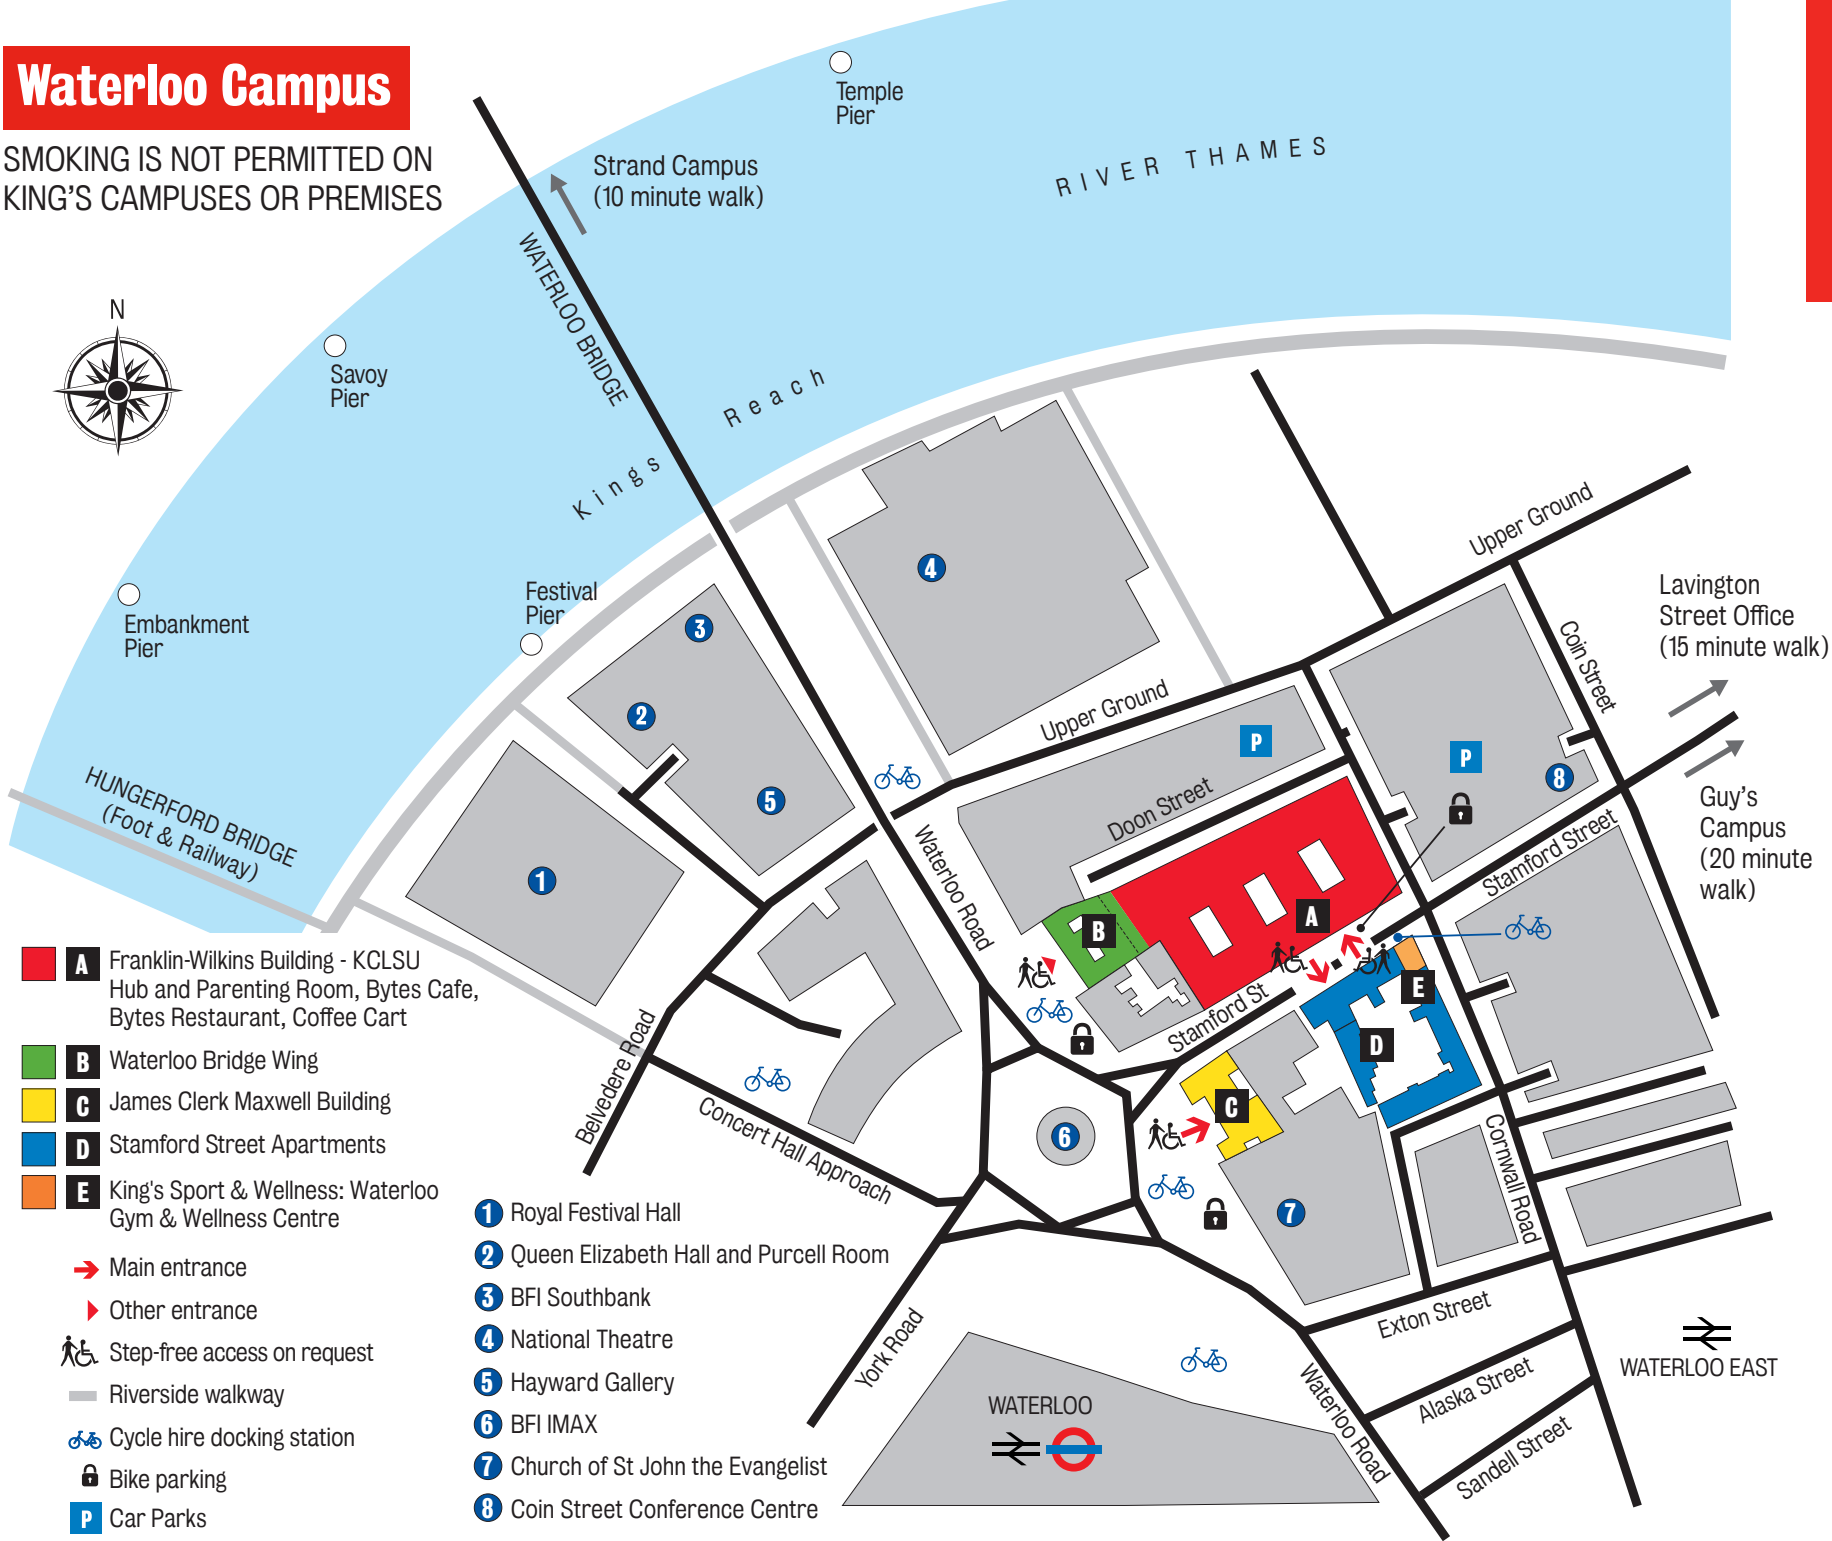 Waterloo Campus
SMOKING IS NOT PERMITTED ON
KING'S CAMPUSES OR PREMISES
N
Temple
Pier
Strand Campus
(10 minute walk)
RIVER THAMES
WATERLOO BRIDGE
Savoy
Pier
Kings Reach
Embankment
Pier
Festival
Pier
HUNGERFORD BRIDGE
(Foot & Railway)
Upper Ground
Lavington
Street Office
(15 minute walk)
Coin Street
Upper Ground
Doon Street
Guy's
Campus
(20 minute
walk)
Stamford Street
Waterloo Road
Stamford St
Belvedere Road
Concert Hall Approach
Cornwall Road
York Road
Exton Street
Alaska Street
Sandell Street
Waterloo Road
WATERLOO EAST
WATERLOO
1
2
3
4
5
6
7
8
P
P
A
B
C
D
E
A Franklin-Wilkins Building - KCLSU
Hub and Parenting Room, Bytes Cafe,
Bytes Restaurant, Coffee Cart
B Waterloo Bridge Wing
C James Clerk Maxwell Building
D Stamford Street Apartments
E King's Sport & Wellness: Waterloo
Gym & Wellness Centre
Main entrance
Other entrance
Step-free access on request
Riverside walkway
Cycle hire docking station
Bike parking
P Car Parks
1 Royal Festival Hall
2 Queen Elizabeth Hall and Purcell Room
3 BFI Southbank
4 National Theatre
5 Hayward Gallery
6 BFI IMAX
7 Church of St John the Evangelist
8 Coin Street Conference Centre